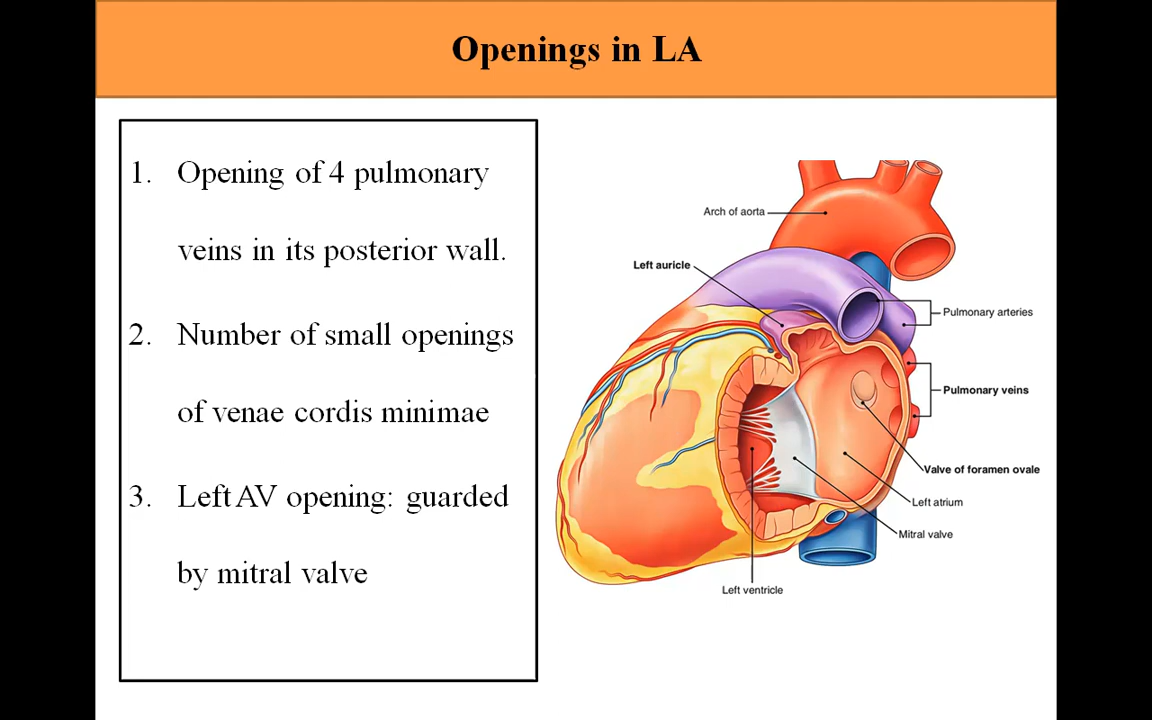 Openings in LA
1. Opening of 4 pulmonary
veins in its posterior wall.
2. Number of small openings
of venae cordis minimae
3. Left AV opening: guarded
by mitral valve
Arch of aorta
Left auricle
Pulmonary arteries
Pulmonary veins
Valve of foramen ovale
Left atrium
Mitral valve
Left ventricle